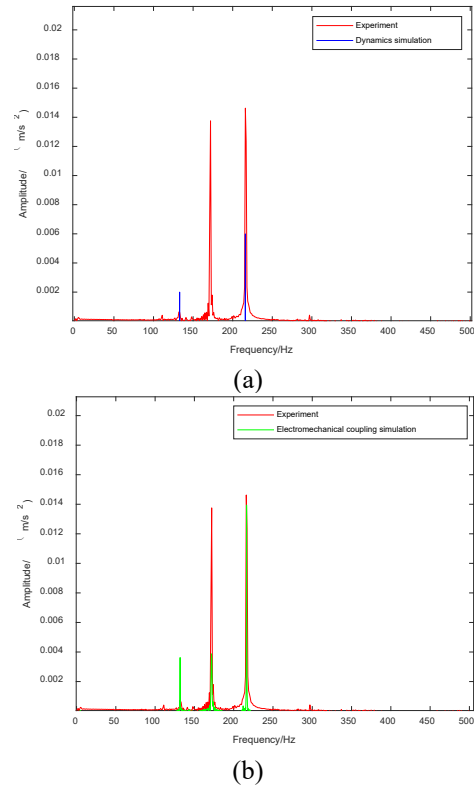 0.02
0.018
0.016
0.014
0.012
0.01
0.008
0.006
0.004
0.002
Amplitude/ ( m/s 2 )
Experiment
Dynamics simulation
0 50 100 150 200 250 300 350 400 450 500
Frequency/Hz
(a)
0.02
0.018
0.016
0.014
0.012
0.01
0.008
0.006
0.004
0.002
Amplitude/ ( m/s 2 )
Experiment
Electromechanical coupling simulation
0 50 100 150 200 250 300 350 400 450 500
Frequency/Hz
(b)